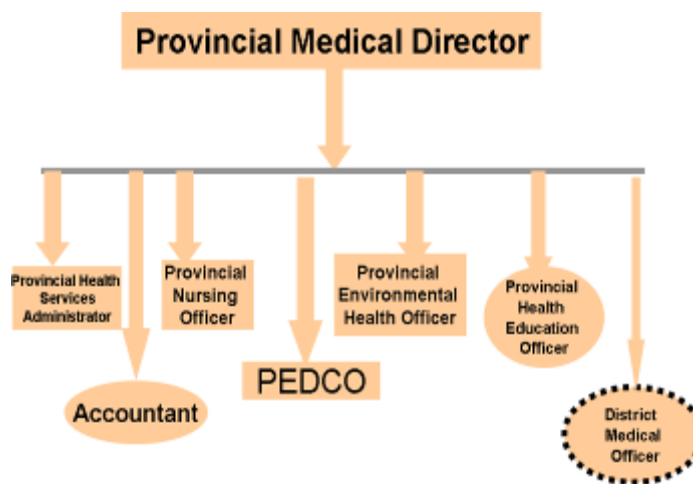 Provincial Medical Director
Provincial Health
Services
Administrator
Provincial
Nursing
Officer
Provincial
Environmental
Health Officer
Provincial
Health
Education
Officer
PEDCO
Accountant
District
Medical
Officer